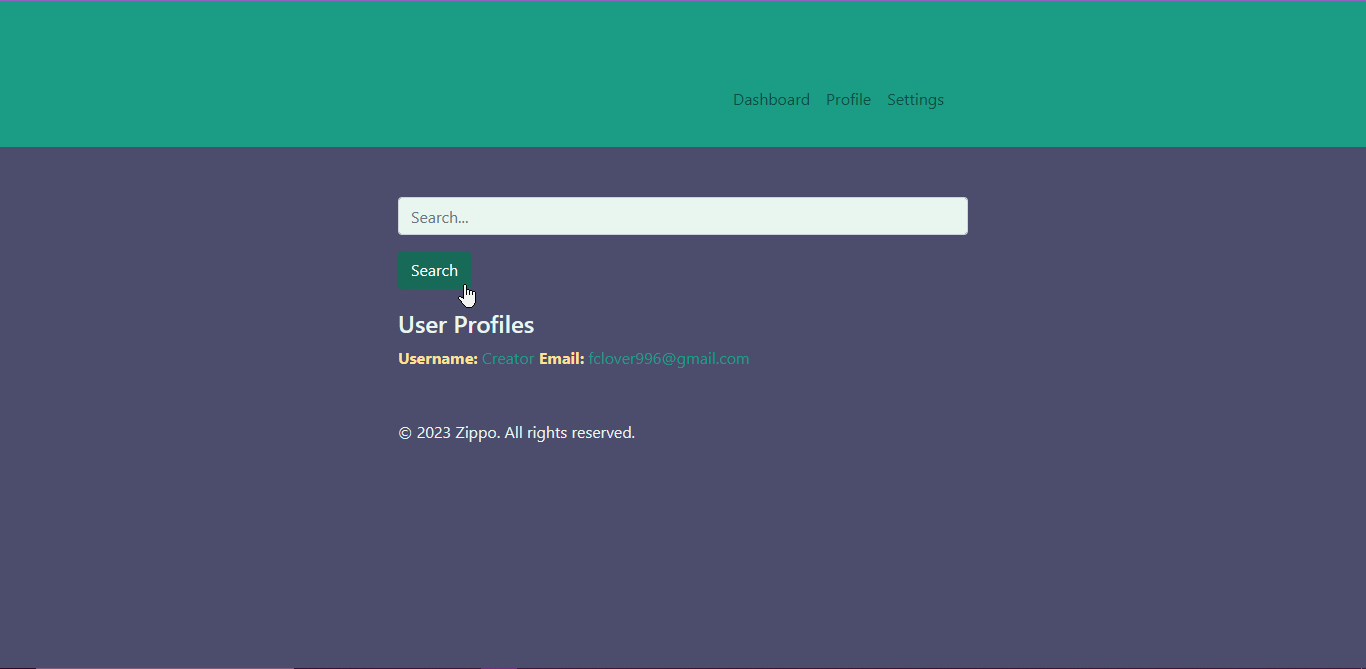 Dashboard Profile Settings
Search...
Search
User Profiles
Username: Creator Email: fclover996@gmail.com
© 2023 Zippo. All rights reserved.